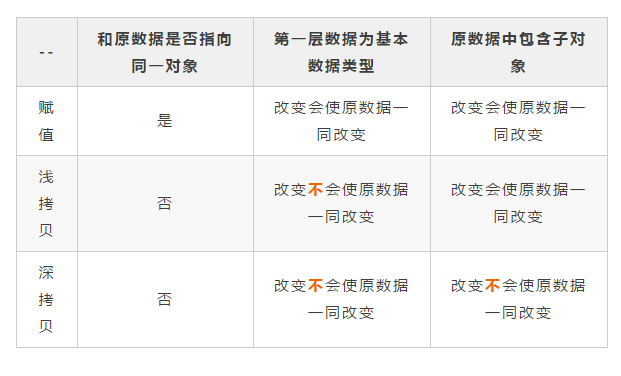 --
和原数据是否指向
同一对象
第一层数据为基本
数据类型
原数据中包含子对
象
赋
值
是
改变会使原数据一
同改变
改变会使原数据一
同改变
浅
拷
贝
否
改变不会使原数据
一同改变
改变会使原数据一
同改变
深
拷
贝
否
改变不会使原数据
一同改变
改变不会使原数据
一同改变